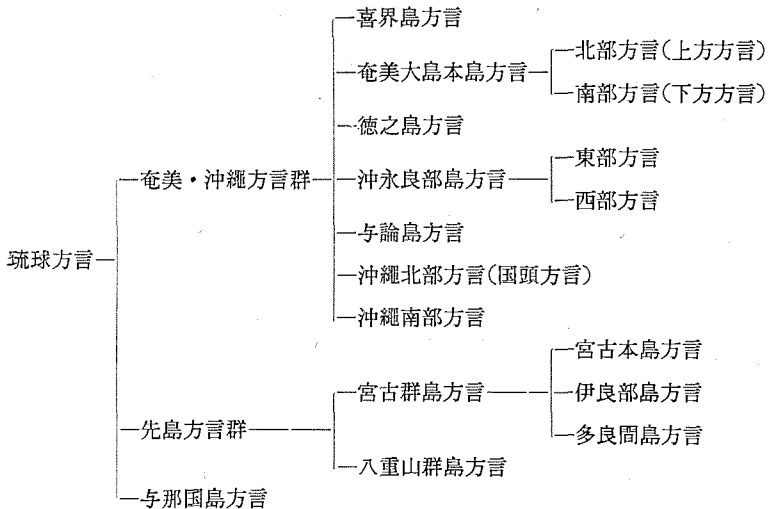 喜界島方言
北部方言(上方方言)
奄美大島本島方言
南部方言(下方方言)
徳之島方言
東部方言
奄美・沖縄方言群
沖永良部島方言
西部方言
与論島方言
琉球方言
沖縄北部方言(国頭方言)
沖縄南部方言
宮古本島方言
宮古群島方言
伊良部島方言
先島方言群
多良間島方言
八重山群島方言
与那国島方言